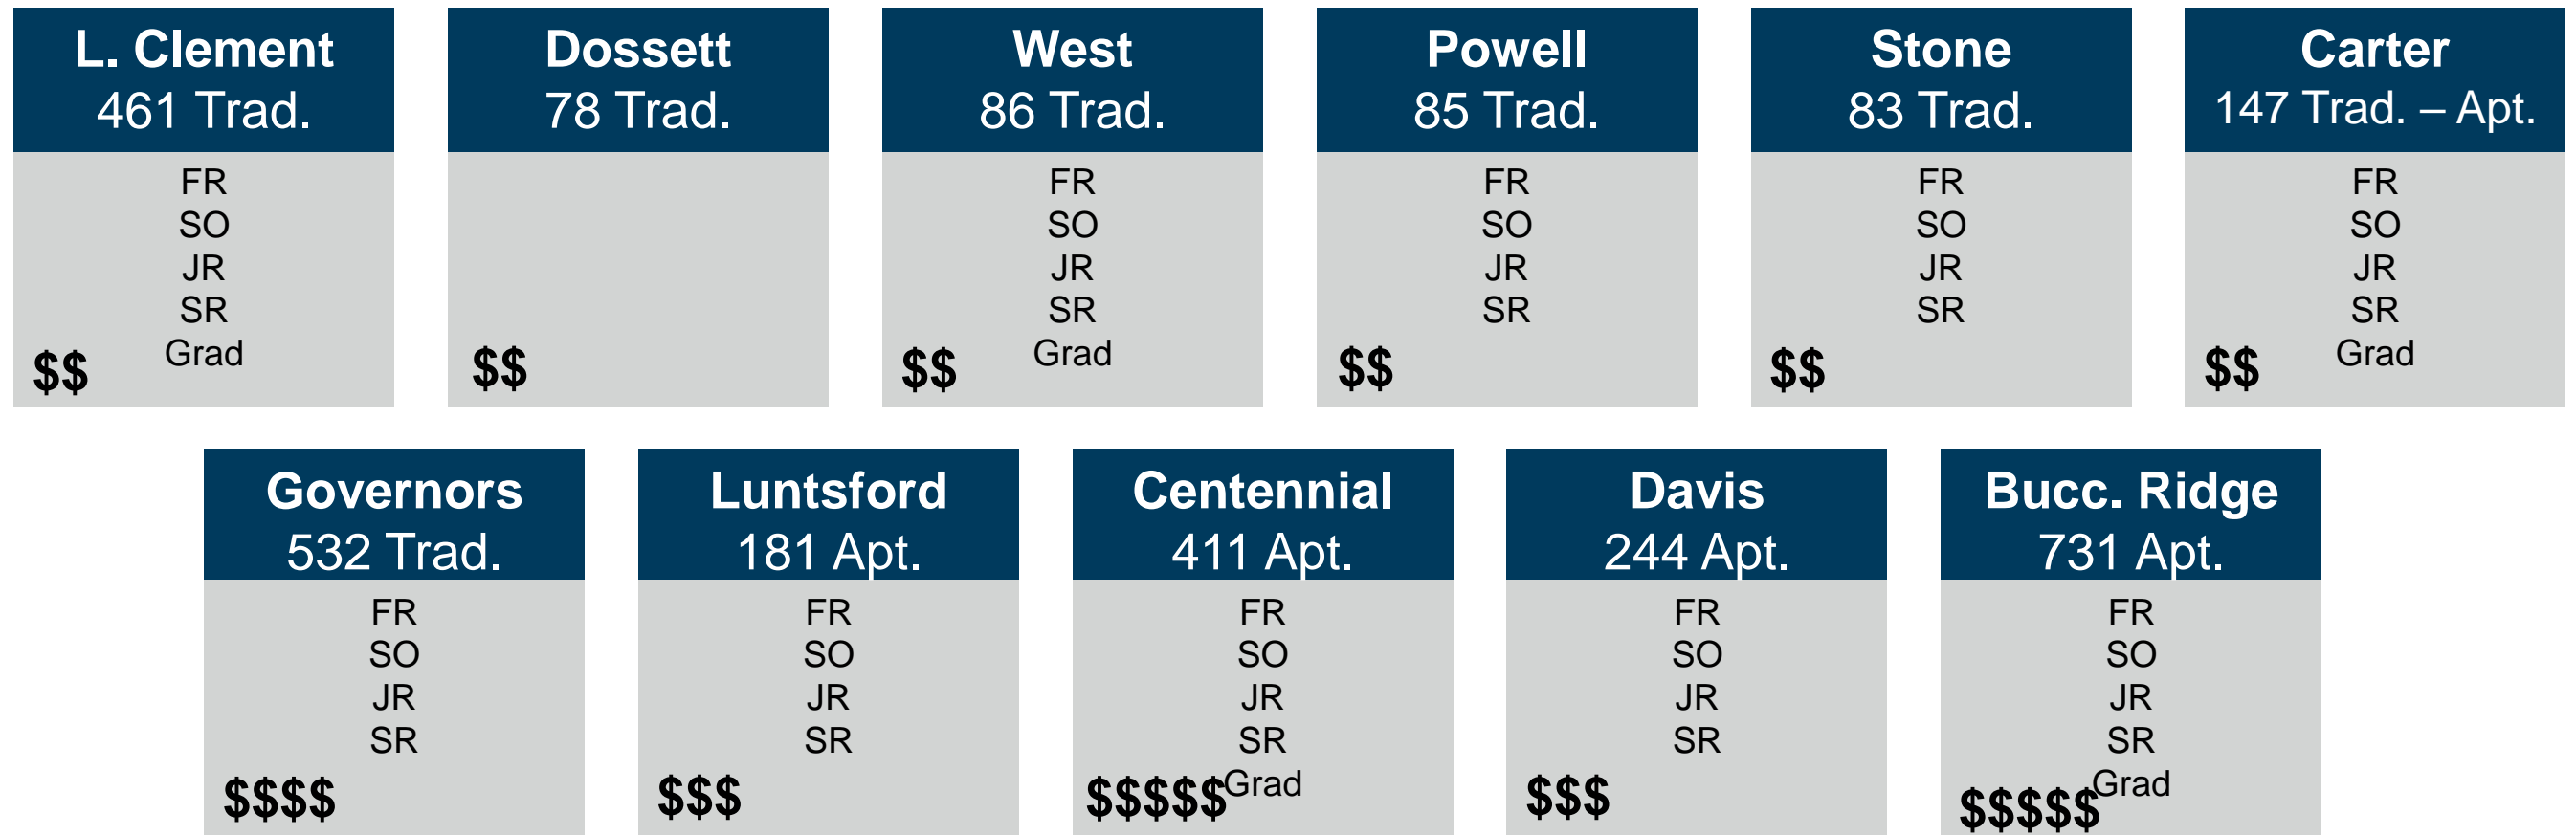 L. Clement
461 Trad.
FR
SO
JR
SR
Grad
$$
Dossett
78 Trad.
$$
West
86 Trad.
FR
SO
JR
SR
Grad
$$
Powell
85 Trad.
FR
SO
JR
SR
$$
Stone
83 Trad.
FR
SO
JR
SR
$$
Carter
147 Trad. – Apt.
FR
SO
JR
SR
Grad
$$
Governors
532 Trad.
FR
SO
JR
SR
$$$$
Luntsford
181 Apt.
FR
SO
JR
SR
$$$
Centennial
411 Apt.
FR
SO
JR
SR
Grad
$$$$$
Davis
244 Apt.
FR
SO
JR
SR
$$$
Bucc. Ridge
731 Apt.
FR
SO
JR
SR
Grad
$$$$$